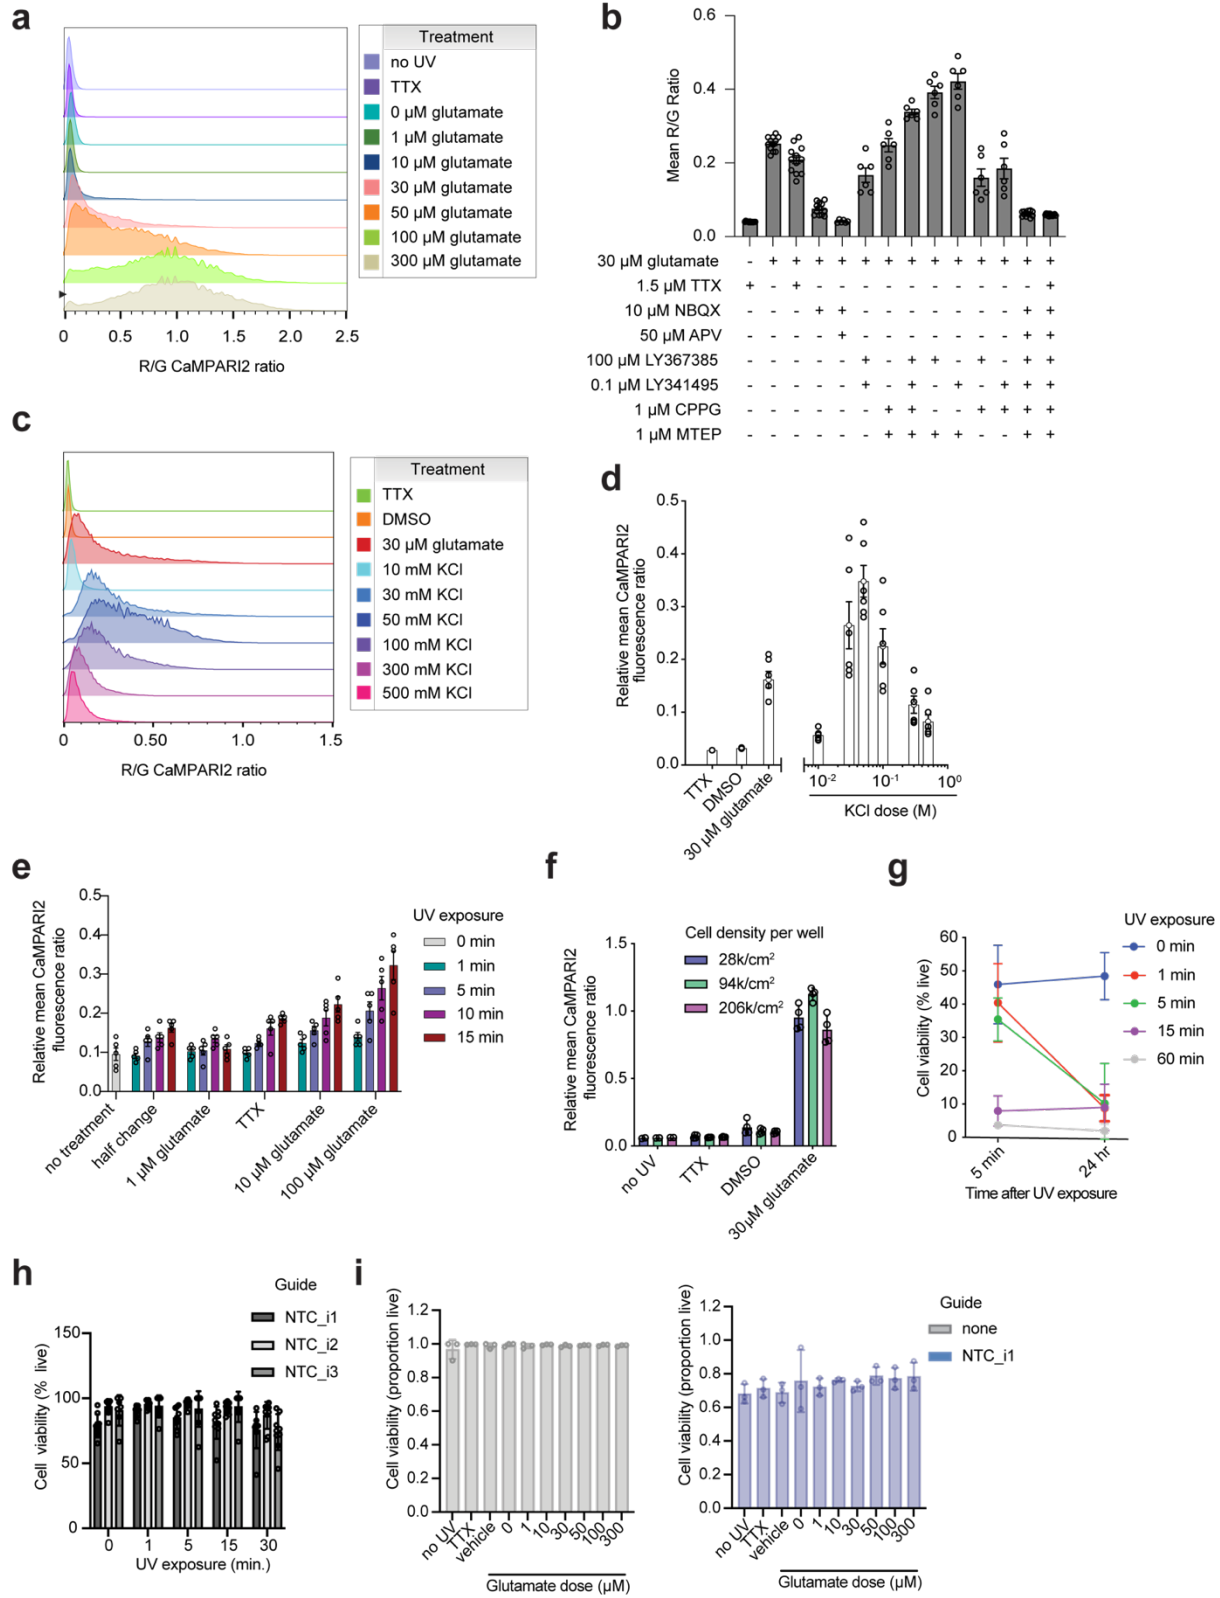 a
Treatment
no UV
TTX
0 µM glutamate
1 µM glutamate
10 µM glutamate
30 µM glutamate
50 µM glutamate
100 µM glutamate
300 µM glutamate
0 0.5 1.0 1.5 2.0 2.5
R/G CaMPARI2 ratio
b
Mean R/G Ratio
0.6
0.4
0.2
0.0
30 µM glutamate - + + + + + + + + + + + + +
1.5 µM TTX + - + - - - - - - - - - - +
10 µM NBQX - - - + + - - - - - - - + +
50 µM APV - - - - + - - - - - - - + +
100 µM LY367385 - - - - - + - + + - + - + +
0.1 µM LY341495 - - - - - + - + - + - + + +
1 µM CPPG - - - - - - + + - - + + + +
1 µM MTEP - - - - - - + + + + - - + +
c
Treatment
TTX
DMSO
30 µM glutamate
10 mM KCl
30 mM KCl
50 mM KCl
100 mM KCl
300 mM KCl
500 mM KCl
0 0.50 1.0 1.5
R/G CaMPARI2 ratio
d
Relative mean CaMPARI2
fluorescence ratio
0.5
0.4
0.3
0.2
0.1
0.0
TTX
DMSO
30 µM glutamate
10⁻² 10⁻¹ 10⁰
KCl dose (M)
e
Relative mean CaMPARI2
fluorescence ratio
0.5
0.4
0.3
0.2
0.1
0.0
no treatment
half change
1 µM glutamate
TTX
10 µM glutamate
100 µM glutamate
UV exposure
0 min
1 min
5 min
10 min
15 min
f
Relative mean CaMPARI2
fluorescence ratio
1.5
1.0
0.5
0.0
Cell density per well
28k/cm²
94k/cm²
206k/cm²
no UV
TTX
DMSO
30µM glutamate
g
Cell viability (% live)
60
50
40
30
20
10
0
5 min
24 hr
Time after UV exposure
UV exposure
0 min
1 min
5 min
15 min
60 min
h
Guide
NTC_i1
NTC_i2
NTC_i3
Cell viability (% live)
150
100
50
0
0 1 5 15 30
UV exposure (min.)
i
Cell viability (proportion live)
1.2
1.0
0.8
0.6
0.4
0.2
0.0
no UV
TTX
vehicle
0
1
10
30
50
100
300
Glutamate dose (µM)
Cell viability (proportion live)
1.2
1.0
0.8
0.6
0.4
0.2
0.0
no UV
TTX
vehicle
0
1
10
30
50
100
300
Glutamate dose (µM)
Guide
none
NTC_i1